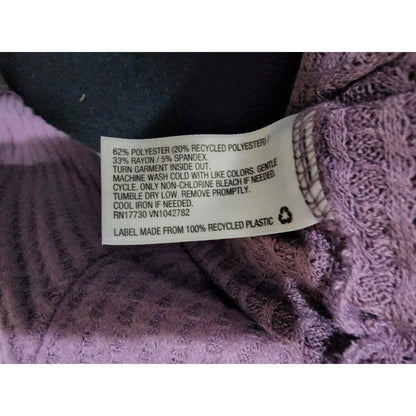 62% POLYESTER (20% RECYCLED POLYESTER) /
33% RAYON / 5% SPANDEX.
TURN GARMENT INSIDE OUT.
MACHINE WASH COLD WITH LIKE COLORS. GENTLE
CYCLE. ONLY NON-CHLORINE BLEACH IF NEEDED.
TUMBLE DRY LOW. REMOVE PROMPTLY.
COOL IRON IF NEEDED.
RN17730 VN1042782
LABEL MADE FROM 100% RECYCLED PLASTIC